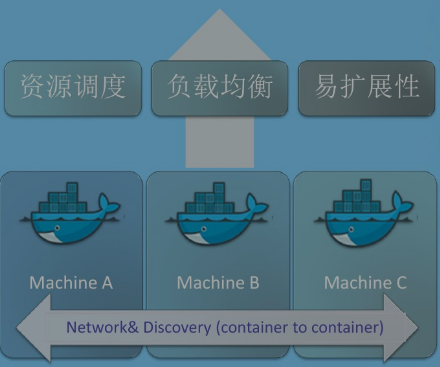 资源调度 负载均衡 易扩展性
Machine A Machine B Machine C
Network& Discovery (container to container)